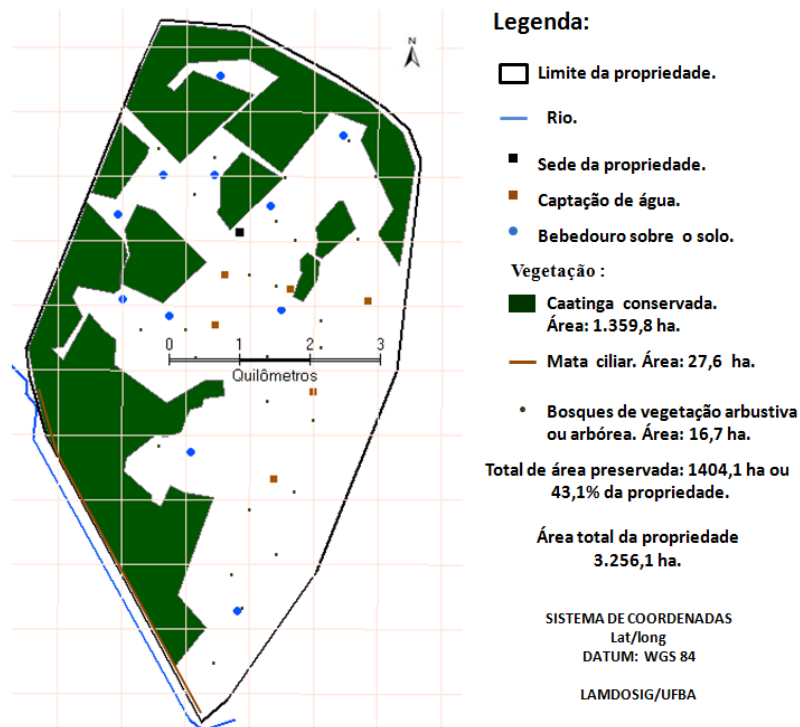 Legenda:
N
Limite da propriedade.
Rio.
Sede da propriedade.
Captação de água.
Bebedouro sobre o solo.
Vegetação :
Caatinga conservada.
Área: 1.359,8 ha.
Mata ciliar. Área: 27,6 ha.
Bosques de vegetação arbustiva
ou arbórea. Área: 16,7 ha.
Total de área preservada: 1404,1 ha ou
43,1% da propriedade.
Área total da propriedade
3.256,1 ha.
SISTEMA DE COORDENADAS
Lat/long
DATUM: WGS 84
LAMDOSIG/UFBA
0 1 2 3
Quilômetros